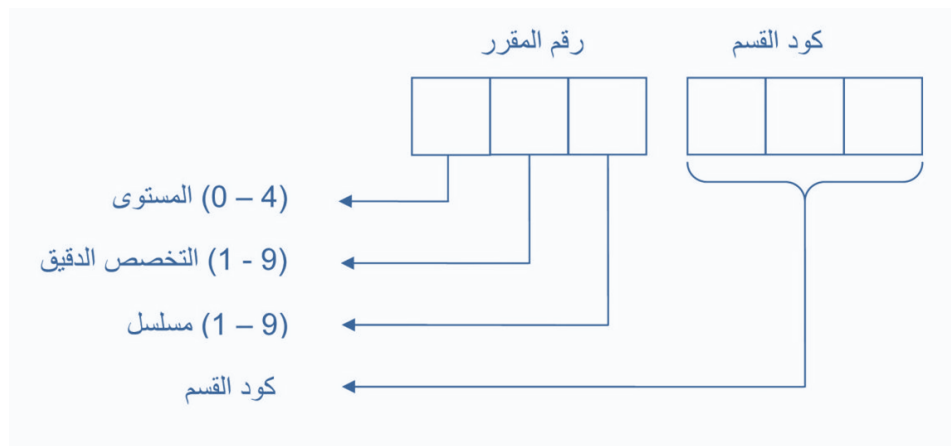 كود القسم
رقم المقرر
(0 – 4) المستوى
(1 - 9) التخصص الدقيق
(1 – 9) مسلسل
كود القسم